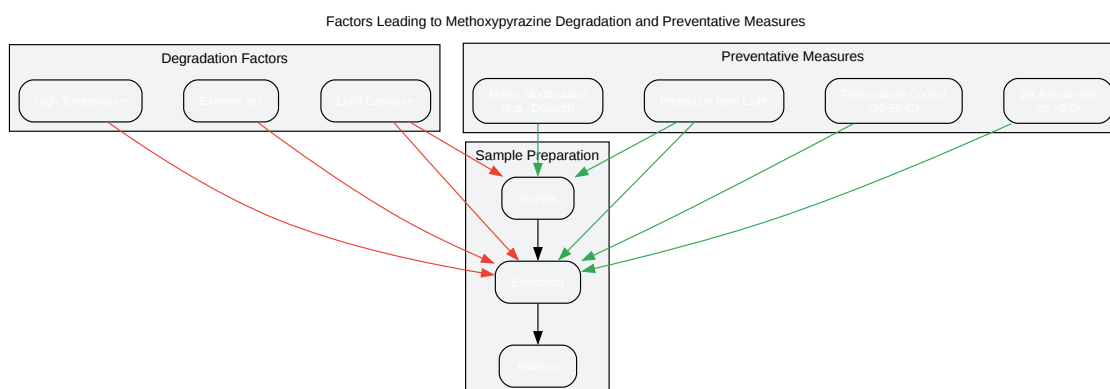 Factors Leading to Methoxypyrazine Degradation and Preventative Measures
Degradation Factors
High Temperature
Extreme pH
Light Exposure
Preventative Measures
Matrix Modification
(e.g., Dilution)
Protection from Light
Temperature Control
(30-50°C)
pH Adjustment
(to ~6.0)
Sample Preparation
Sample
Extraction
Analysis